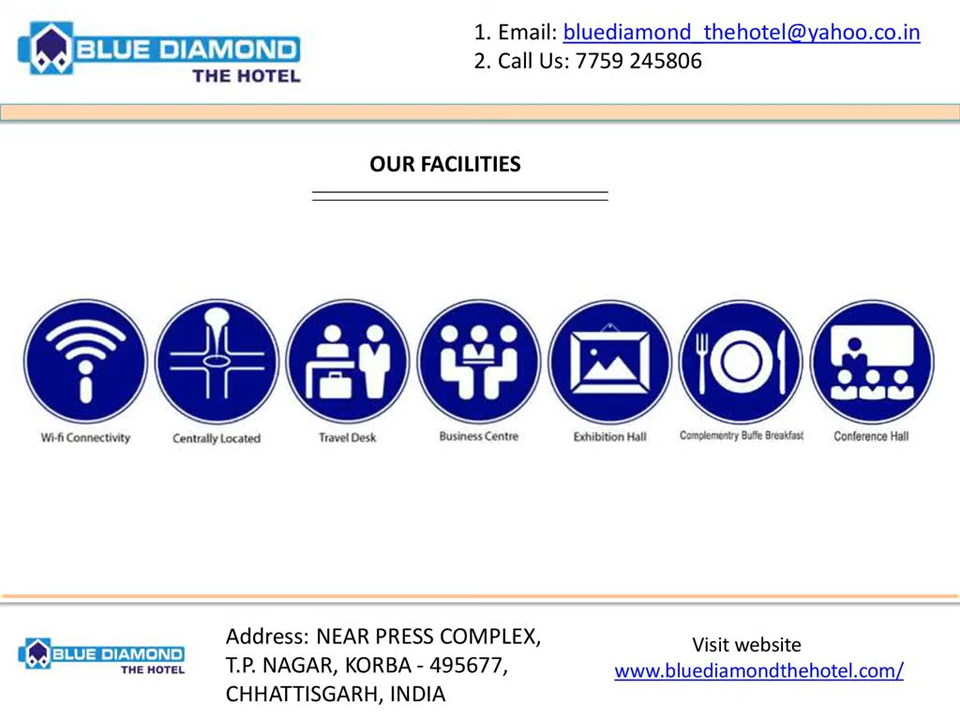 BLUE DIAMOND
THE HOTEL
1. Email: bluediamond_thehotel@yahoo.co.in
2. Call Us: 7759 245806
OUR FACILITIES
Wi-fi Connectivity
Centrally Located
Travel Desk
Business Centre
Exhibition Hall
Complementry Buffe Breakfast
Conference Hall
BLUE DIAMOND
THE HOTEL
Address: NEAR PRESS COMPLEX,
T.P. NAGAR, KORBA - 495677,
CHHATTISGARH, INDIA
Visit website
www.bluediamondthehotel.com/